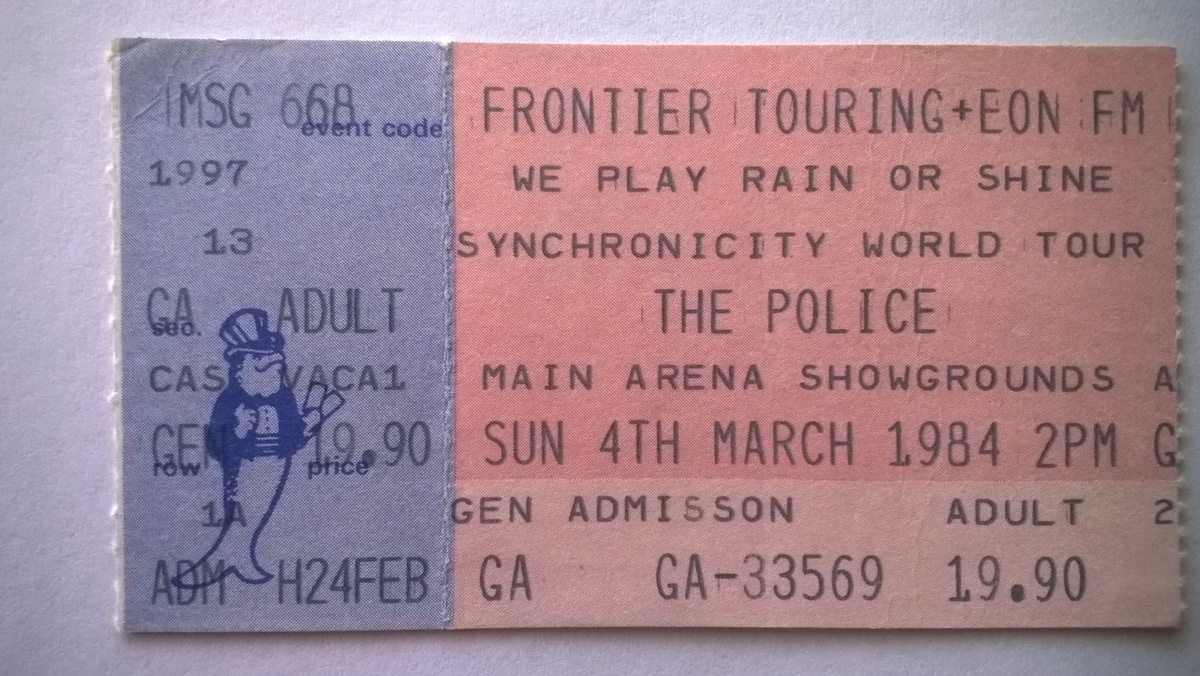 MSG 668
event code
1997
13
GA ADULT
sec.
CAS VACA1
GEN 19.90
row price
1A
ADM H24FEB
FRONTIER TOURING+EON FM
WE PLAY RAIN OR SHINE
SYNCHRONICITY WORLD TOUR
THE POLICE
MAIN ARENA SHOWGROUNDS A
SUN 4TH MARCH 1984 2PM G
GEN ADMISSON ADULT 2
GA GA-33569 19.90